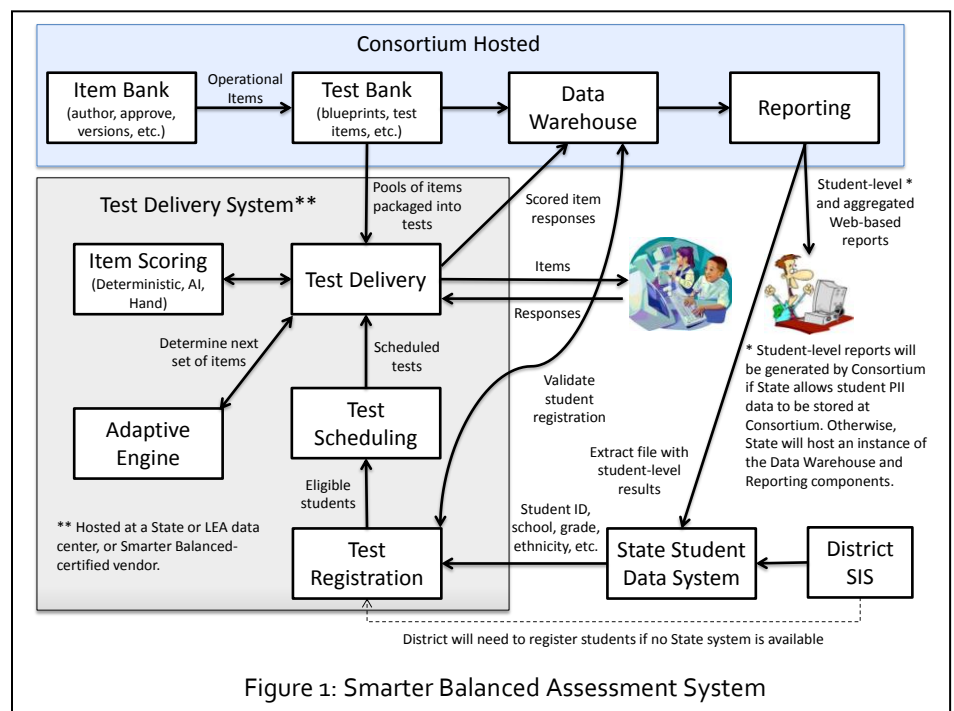 Consortium Hosted
Item Bank
(author, approve,
versions, etc.)
Operational
Items
Test Bank
(blueprints, test
items, etc.)
Data
Warehouse
Reporting
Pools of items
packaged into
tests
Scored item
responses
Student-level *
and aggregated
Web-based
reports
Test Delivery System**
Item Scoring
(Deterministic, AI,
Hand)
Test Delivery
Items
Responses
Determine next
set of items
Scheduled
tests
Adaptive
Engine
Test
Scheduling
Validate
student
registration
* Student-level reports will
be generated by Consortium
if State allows student PII
data to be stored at
Consortium. Otherwise,
State will host an instance of
the Data Warehouse and
Reporting components.
Extract file with
student-level
results
Eligible
students
Student ID,
school, grade,
ethnicity, etc.
** Hosted at a State or LEA data
center, or Smarter Balanced-
certified vendor.
Test
Registration
State Student
Data System
District
SIS
District will need to register students if no State system is available
Figure 1: Smarter Balanced Assessment System